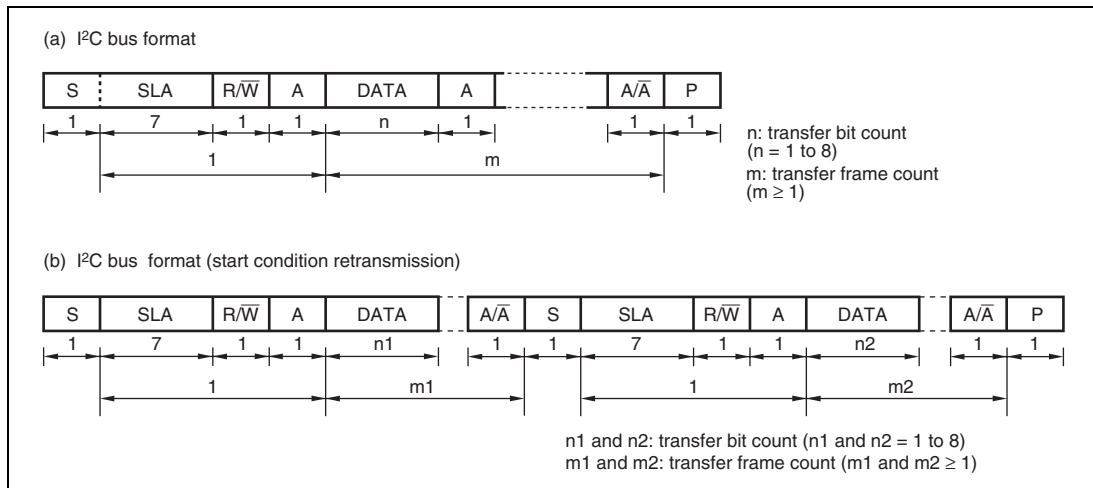 (a) I²C bus format
S SLA R/W̅ A DATA A A/A̅ P
1 7 1 1 n 1 1 1
1 m
n: transfer bit count
(n = 1 to 8)
m: transfer frame count
(m ≥ 1)
(b) I²C bus format (start condition retransmission)
S SLA R/W̅ A DATA A/A̅ S SLA R/W̅ A DATA A/A̅ P
1 7 1 1 n1 1 1 7 1 1 n2 1 1
1 m1 1 m2
n1 and n2: transfer bit count (n1 and n2 = 1 to 8)
m1 and m2: transfer frame count (m1 and m2 ≥ 1)